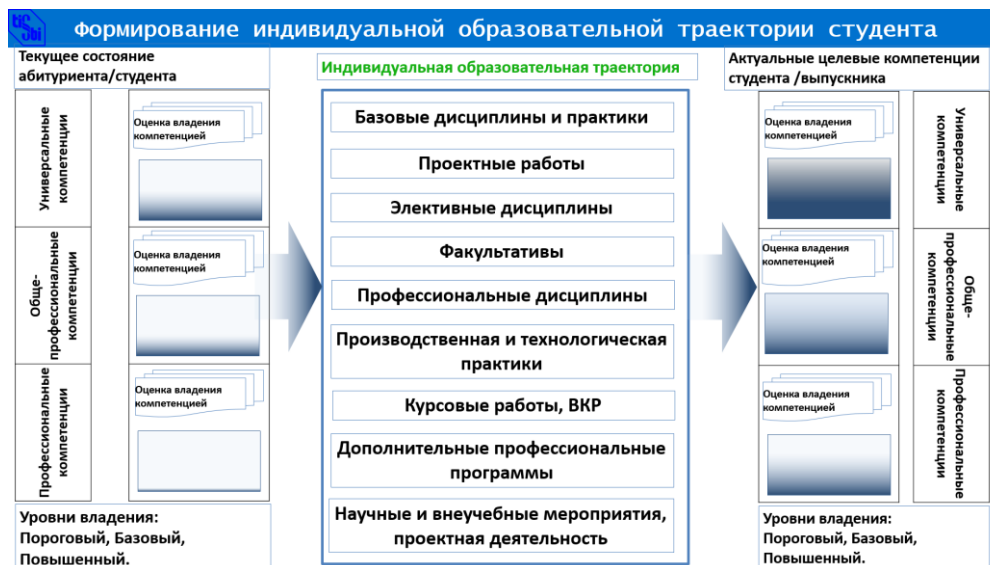 tis
bi
Формирование индивидуальной образовательной траектории студента
Текущее состояние
абитуриента/студента
Универсальные
компетенции
Оценка владения
компетенцией
Обще-
профессиональные
компетенции
Оценка владения
компетенцией
Профессиональные
компетенции
Оценка владения
компетенцией
Уровни владения:
Пороговый, Базовый,
Повышенный.
Индивидуальная образовательная траектория
Базовые дисциплины и практики
Проектные работы
Элективные дисциплины
Факультативы
Профессиональные дисциплины
Производственная и технологическая
практики
Курсовые работы, ВКР
Дополнительные профессиональные
программы
Научные и внеучебные мероприятия,
проектная деятельность
Актуальные целевые компетенции
студента /выпускника
Оценка владения
компетенцией
Универсальные
компетенции
Оценка владения
компетенцией
Обще-
профессиональные
компетенции
Оценка владения
компетенцией
Профессиональные
компетенции
Уровни владения:
Пороговый, Базовый,
Повышенный.